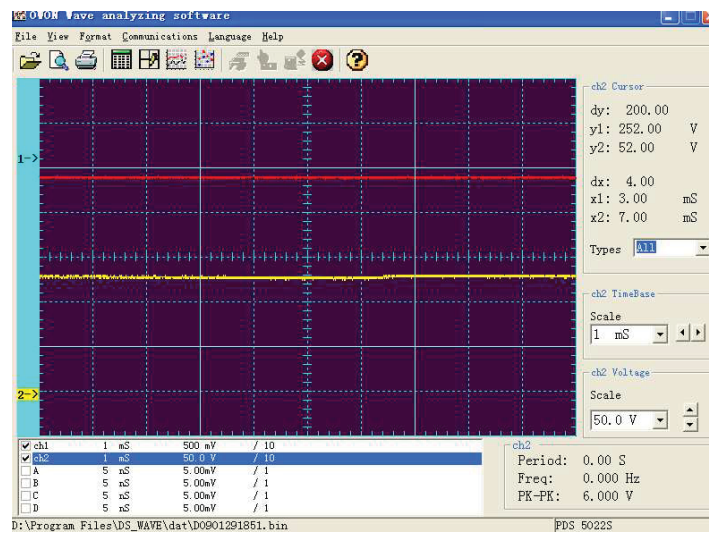 OWON Wave analyzing software
File View Format Communications Language Help
ch2 Cursor
dy: 200.00
y1: 252.00 V
y2: 52.00 V
dx: 4.00
x1: 3.00 mS
x2: 7.00 mS
Types All
1->
2->
ch2 TimeBase
Scale
1 mS
ch2 Voltage
Scale
50.0 V
ch1 1 mS 500 mV / 10
ch2 1 mS 50.0 V / 10
A 5 nS 5.00mV / 1
B 5 nS 5.00mV / 1
C 5 nS 5.00mV / 1
D 5 nS 5.00mV / 1
ch2
Period: 0.00 S
Freq: 0.000 Hz
PK-PK: 6.000 V
D:\Program Files\DS_WAVE\dat\D0901291851.bin
PDS 5022S